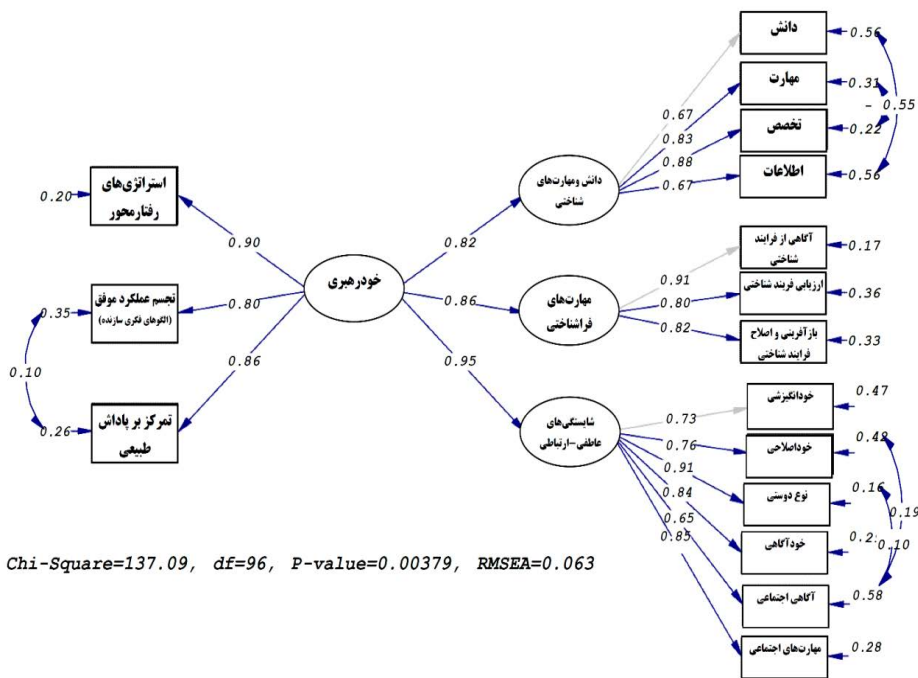 دانش
0.56
مهارت
0.31
- 0.55
تخصص
0.22
اطلاعات
0.56
0.67
0.83
0.88
0.67
دانش ومهارت‌های
شناختی
استراتژی‌های
رفتارمحور
0.20
0.90
0.82
خودرهبری
تجسم عملکرد موفق
(الگوهای فکری سازنده)
0.35
0.80
0.86
0.10
تمرکز بر پاداش
طبیعی
0.26
0.86
0.95
مهارت‌های
فراشناختی
0.91
0.80
0.82
آگاهی از فرایند
شناختی
0.17
ارزیابی فریند شناختی
0.36
بازآفرینی و اصلاح
فرایند شناختی
0.33
شایستگی‌های
عاطفی-ارتباطی
0.73
0.76
0.91
0.84
0.65
0.85
خودانگیزشی
0.47
خوداصلاحی
0.42
نوع دوستی
0.16
0.19
خودآگاهی
0.10
آگاهی اجتماعی
0.58
مهارت‌های اجتماعی
0.28
Chi-Square=137.09, df=96, P-value=0.00379, RMSEA=0.063